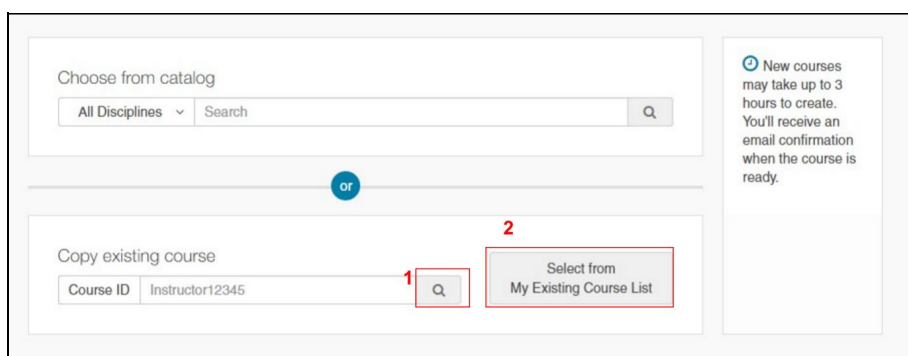 Choose from catalog
All Disciplines Search
or
Copy existing course
Course ID Instructor12345
1
2
Select from
My Existing Course List
New courses
may take up to 3
hours to create.
You'll receive an
email confirmation
when the course is
ready.